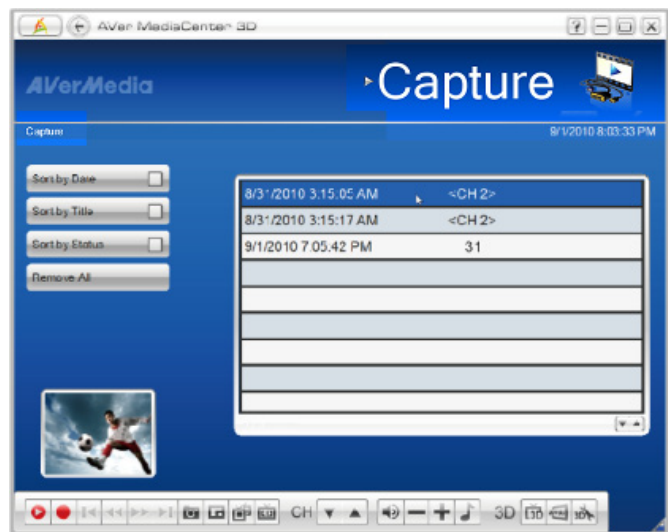 AVer MediaCenter 3D
AVerMedia
Capture
Capture
9/1/2010 8:03:33 PM
Sort by Date
Sort by Title
Sort by Status
Remove All
8/31/2010 3:15:05 AM <CH 2>
8/31/2010 3:15:17 AM <CH 2>
9/1/2010 7.05.42 PM 31
CH
3D